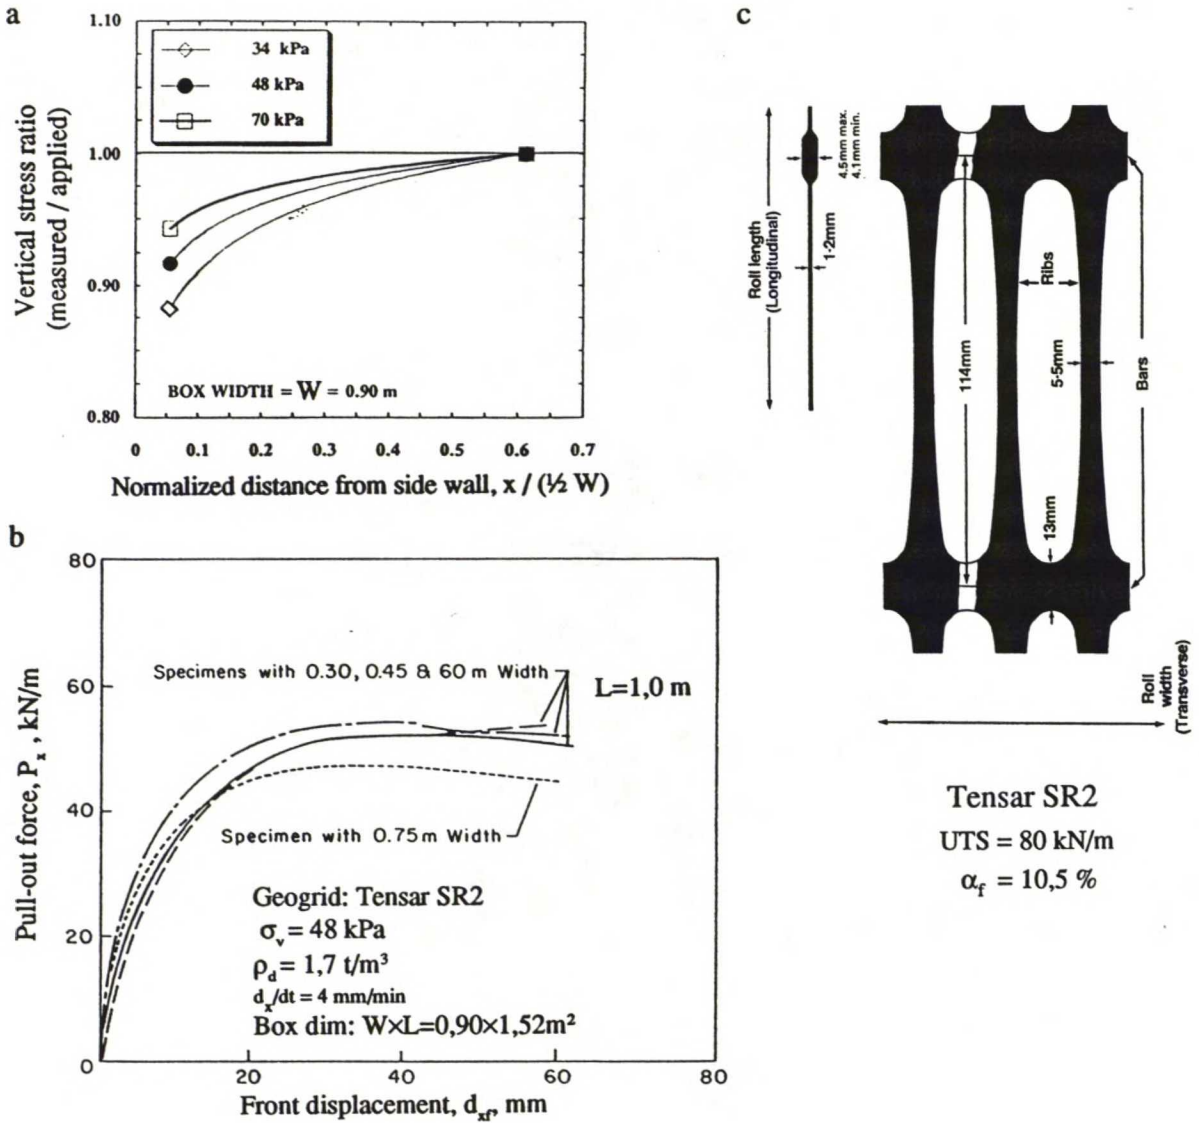 a
1.10
1.00
0.90
0.80
Vertical stress ratio
(measured / applied)
34 kPa
48 kPa
70 kPa
BOX WIDTH = W = 0.90 m
0 0.1 0.2 0.3 0.4 0.5 0.6 0.7
Normalized distance from side wall, x / (½ W)
b
80
60
40
20
0
Pull-out force, Pₓ, kN/m
Specimens with 0.30, 0.45 & 60 m Width
L=1,0 m
Specimen with 0.75m Width
Geogrid: Tensar SR2
σᵥ = 48 kPa
ρd = 1,7 t/m³
dₓ/dt = 4 mm/min
Box dim: W×L=0,90×1,52m²
20 40 60 80
Front displacement, dxf, mm
c
Roll length
(Longitudinal)
4.5mm max.
4.1mm min.
1·2mm
114mm
Ribs
5·5mm
13mm
Bars
Roll
width
(Transverse)
Tensar SR2
UTS = 80 kN/m
αf = 10,5 %